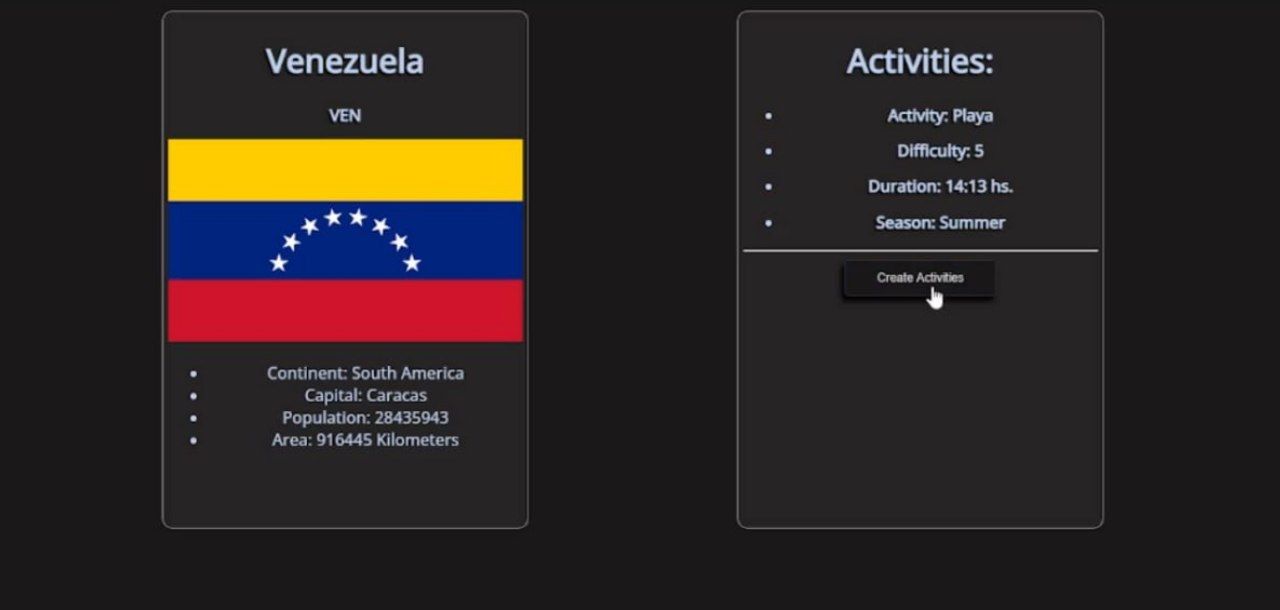 Venezuela
VEN
Continent: South America
Capital: Caracas
Population: 28435943
Area: 916445 Kilometers
Activities:
Activity: Playa
Difficulty: 5
Duration: 14:13 hs.
Season: Summer
Create Activities